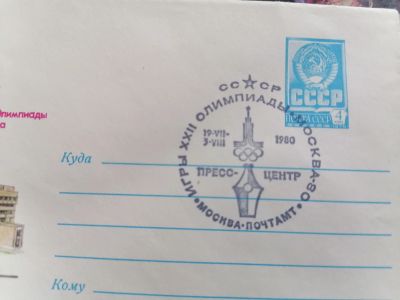 лимпиады
а
СССР
ПОЧТА СССР
4
СССР
ИГРЫ XXII ОЛИМПИАДЫ • МОСКВА-80
19-VII-
3-VIII
1980
ПРЕСС-ЦЕНТР
• МОСКВА • ПОЧТАМТ •
Куда
Кому